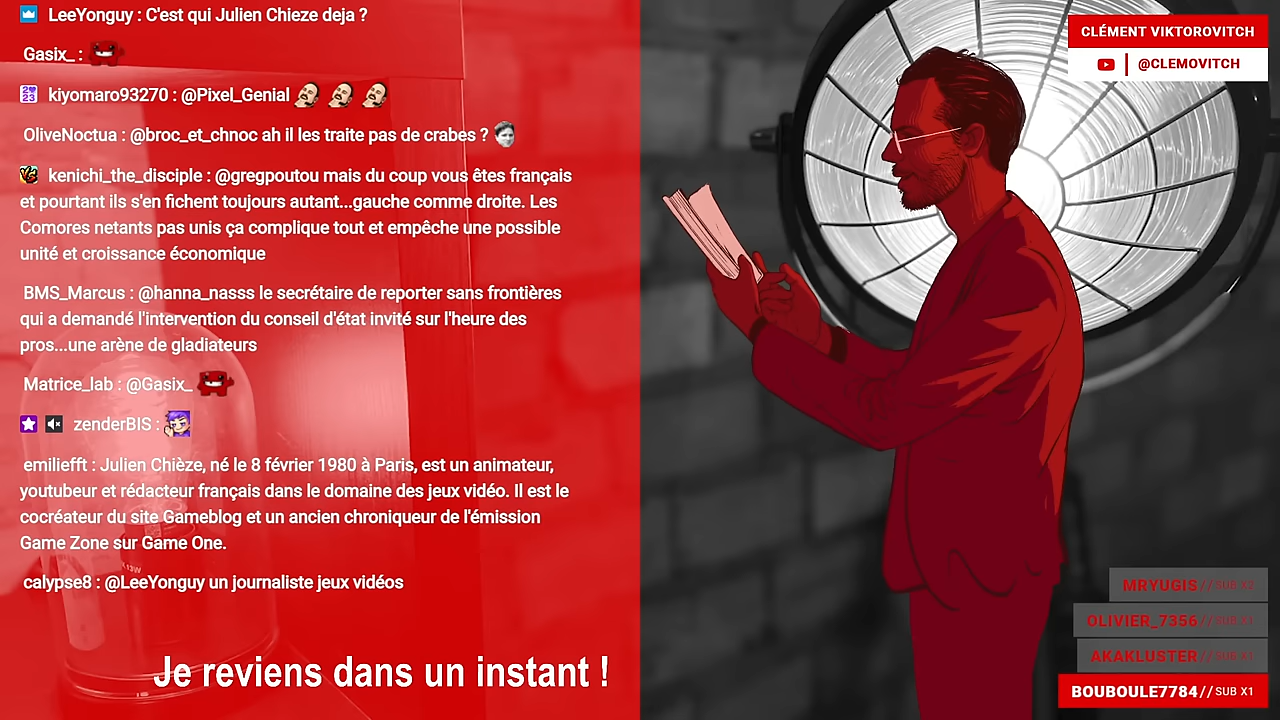 LeeYonguy : C'est qui Julien Chieze deja ?
Gasix_ :
kiyomaro93270 : @Pixel_Genial
OliveNoctua : @broc_et_chnoc ah il les traite pas de crabes ?
kenichi_the_disciple : @gregpoutou mais du coup vous êtes français
et pourtant ils s'en fichent toujours autant...gauche comme droite. Les
Comores netants pas unis ça complique tout et empêche une possible
unité et croissance économique
BMS_Marcus : @hanna_nasss le secrétaire de reporter sans frontières
qui a demandé l'intervention du conseil d'état invité sur l'heure des
pros...une arène de gladiateurs
Matrice_lab : @Gasix_
zenderBIS :
emiliefft : Julien Chièze, né le 8 février 1980 à Paris, est un animateur,
youtubeur et rédacteur français dans le domaine des jeux vidéo. Il est le
cocréateur du site Gameblog et un ancien chroniqueur de l'émission
Game Zone sur Game One.
calypse8 : @LeeYonguy un journaliste jeux vidéos
Je reviens dans un instant !
CLÉMENT VIKTOROVITCH
@CLEMOVITCH
MRYUGIS// SUB X2
OLIVIER_7356// SUB X1
AKAKLUSTER// SUB X1
BOUBOULE7784// SUB X1